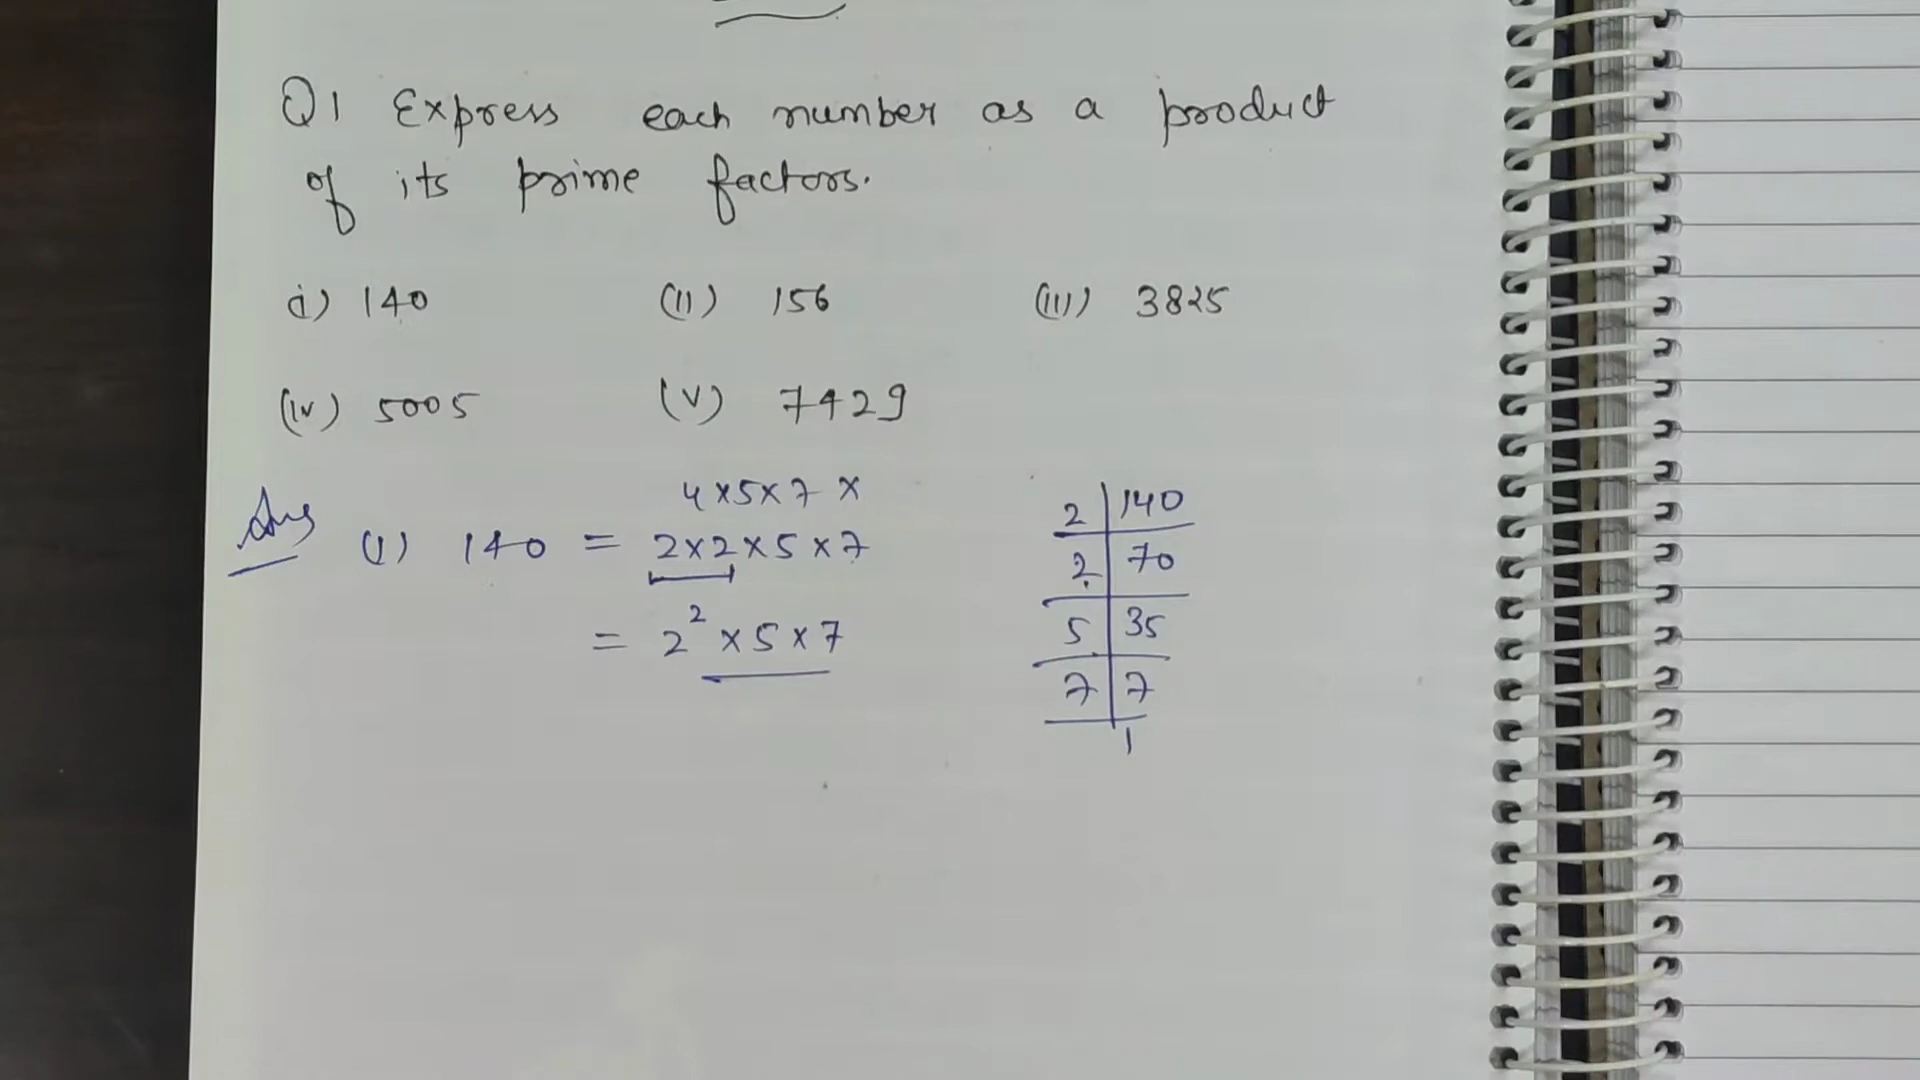 Q1 Express each number as a product
of its prime factors.
(i) 140 (II) 156 (III) 3825
(iv) 5005 (V) 7429
4×5×7 ×
Ans (I) 140 = 2×2×5×7
= 2² ×5×7
2 | 140
2 | 70
5 | 35
7 | 7
1